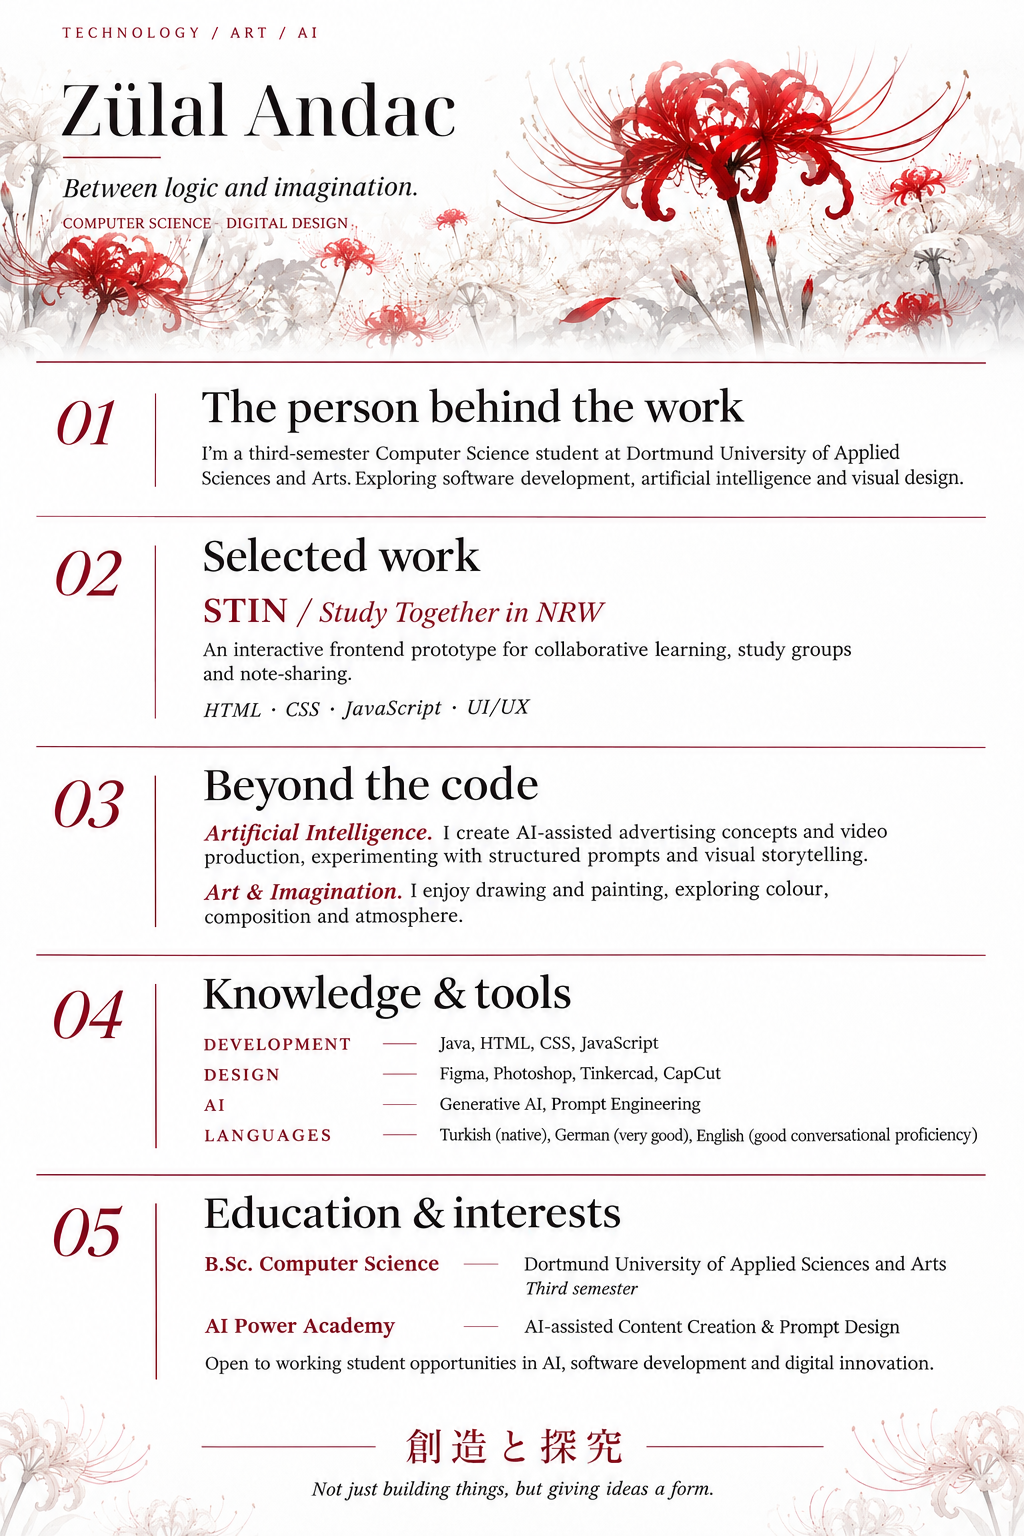 TECHNOLOGY / ART / AI
Zülal Andac
Between logic and imagination.
COMPUTER SCIENCE · DIGITAL DESIGN
01
The person behind the work
I'm a third-semester Computer Science student at Dortmund University of Applied
Sciences and Arts. Exploring software development, artificial intelligence and visual design.
02
Selected work
STIN / Study Together in NRW
An interactive frontend prototype for collaborative learning, study groups
and note-sharing.
HTML · CSS · JavaScript · UI/UX
03
Beyond the code
Artificial Intelligence. I create AI-assisted advertising concepts and video
production, experimenting with structured prompts and visual storytelling.
Art & Imagination. I enjoy drawing and painting, exploring colour,
composition and atmosphere.
04
Knowledge & tools
DEVELOPMENT — Java, HTML, CSS, JavaScript
DESIGN — Figma, Photoshop, Tinkercad, CapCut
AI — Generative AI, Prompt Engineering
LANGUAGES — Turkish (native), German (very good), English (good conversational proficiency)
05
Education & interests
B.Sc. Computer Science — Dortmund University of Applied Sciences and Arts
Third semester
AI Power Academy — AI-assisted Content Creation & Prompt Design
Open to working student opportunities in AI, software development and digital innovation.
創造と探究
Not just building things, but giving ideas a form.